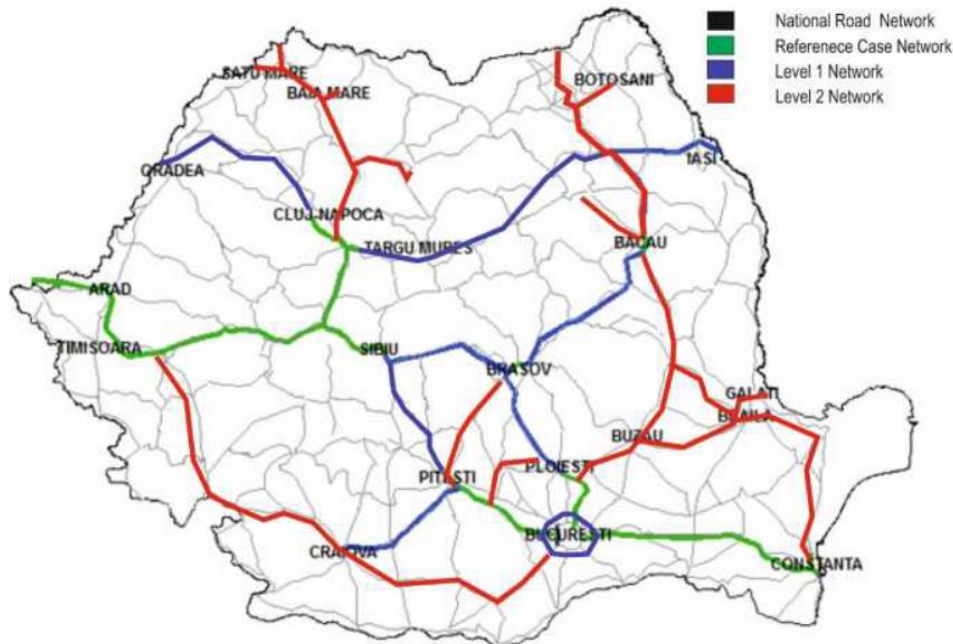 National Road Network
Referenece Case Network
Level 1 Network
Level 2 Network
SATU MARE
BAIA MARE
BOTOSANI
ORADEA
IASI
CLUJ-NAPOCA
TARGU MURES
BACAU
ARAD
TIMISOARA
SIBIU
BRASOV
GALATI
BRAILA
BUZAU
PITESTI
PLOIESTI
BUCURESTI
CRAIOVA
CONSTANTA